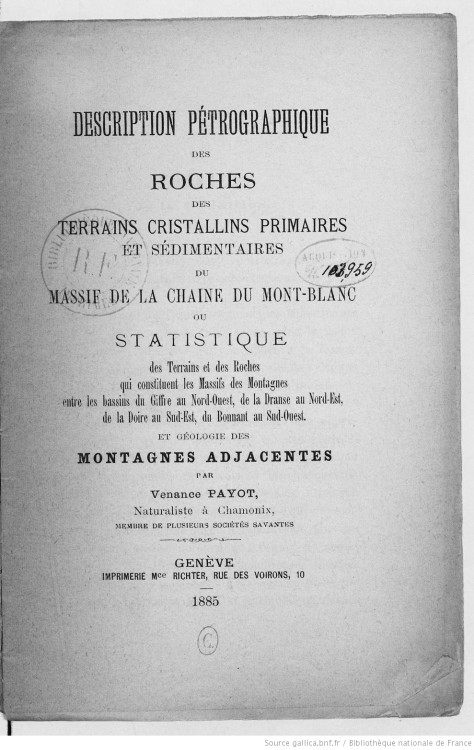 DESCRIPTION PÉTROGRAPHIQUE
DES
ROCHES
DES
TERRAINS CRISTALLINS PRIMAIRES
ET SÉDIMENTAIRES
DU
MASSIF DE LA CHAINE DU MONT-BLANC
OU
STATISTIQUE
des Terrains et des Roches
qui constituent les Massifs des Montagnes
entre les bassins du Giffre au Nord-Ouest, de la Dranse au Nord-Est,
de la Doire au Sud-Est, du Bonnant au Sud-Ouest.
ET GÉOLOGIE DES
MONTAGNES ADJACENTES
PAR
Venance PAYOT,
Naturaliste à Chamonix,
MEMBRE DE PLUSIEURS SOCIÉTÉS SAVANTES
GENÈVE
IMPRIMERIE Mce RICHTER, RUE DES VOIRONS, 10
1885
C.
R F
Source gallica.bnf.fr / Bibliothèque nationale de France